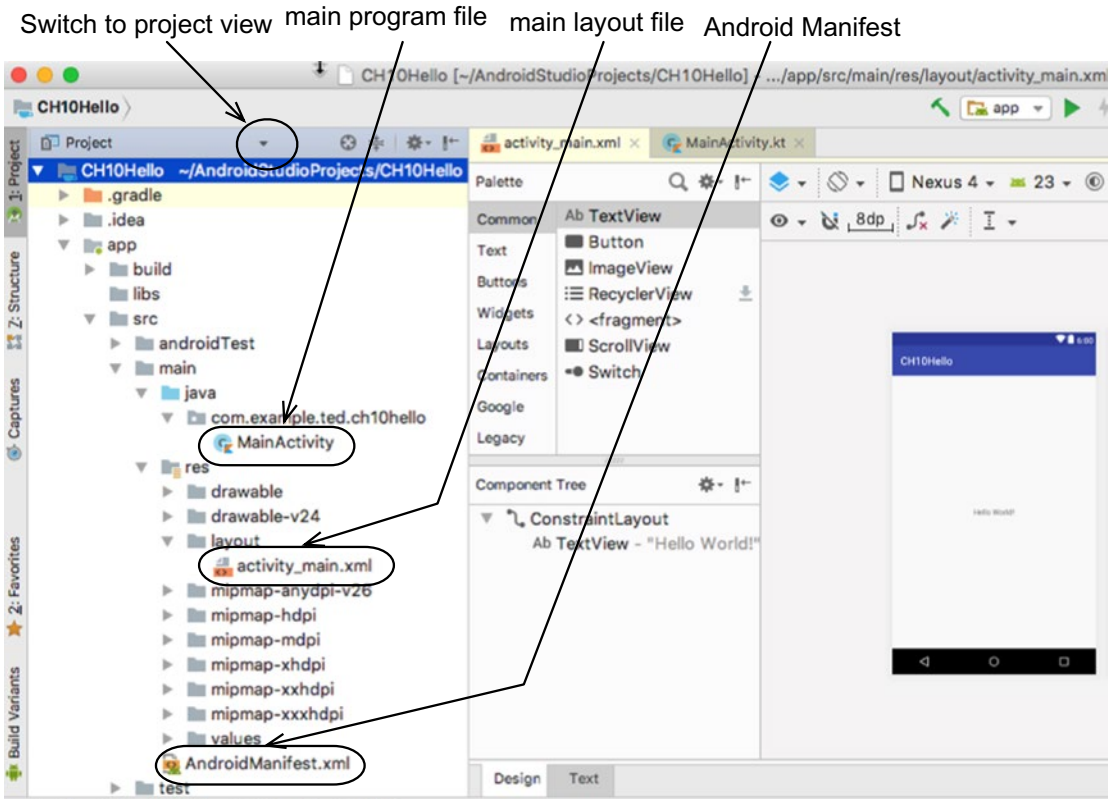 Switch to project view main program file main layout file Android Manifest
CH10Hello [~/AndroidStudioProjects/CH10Hello] - .../app/src/main/res/layout/activity_main.xml
CH10Hello
app
1: Project
Z: Structure
Captures
2: Favorites
Build Variants
Project
CH10Hello ~/AndroidStudioProjects/CH10Hello
.gradle
.idea
app
build
libs
src
androidTest
main
java
com.example.ted.ch10hello
MainActivity
res
drawable
drawable-v24
layout
activity_main.xml
mipmap-anydpi-v26
mipmap-hdpi
mipmap-mdpi
mipmap-xhdpi
mipmap-xxhdpi
mipmap-xxxhdpi
values
AndroidManifest.xml
test
activity_main.xml MainActivity.kt
Palette
Common
Text
Buttons
Widgets
Layouts
Containers
Google
Legacy
Ab TextView
Button
ImageView
RecyclerView
<fragment>
ScrollView
Switch
Component Tree
ConstraintLayout
Ab TextView - "Hello World!"
Nexus 4 23
8dp
6:00
CH10Hello
Hello World!
Design Text